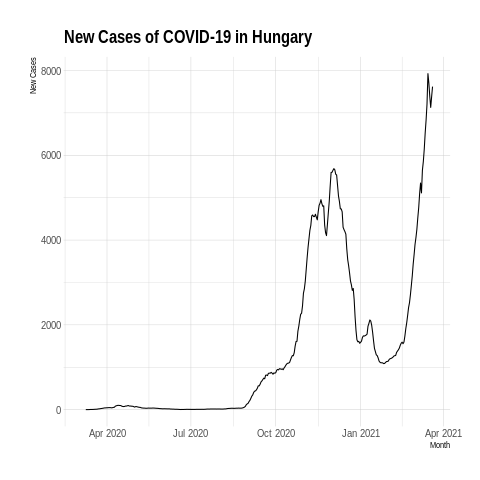 New Cases of COVID-19 in Hungary
New Cases
8000
6000
4000
2000
0
Apr 2020 Jul 2020 Oct 2020 Jan 2021 Apr 2021
Month